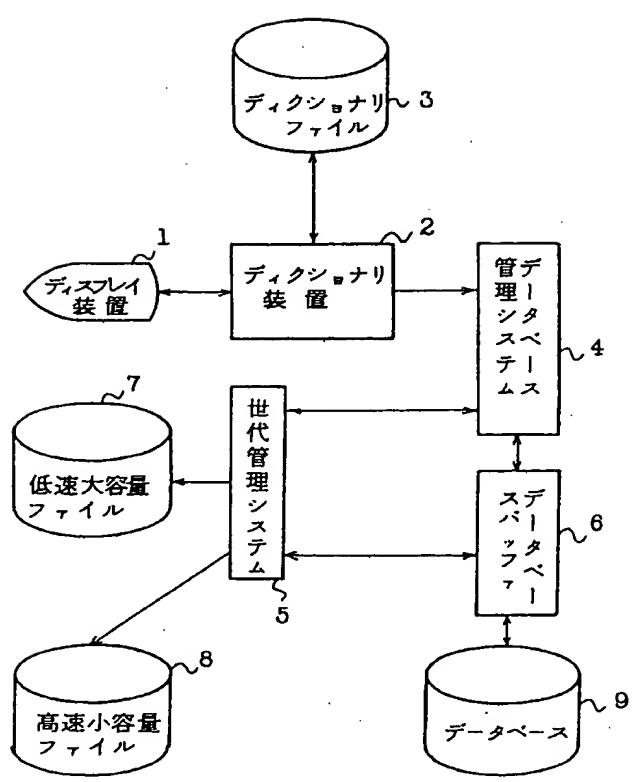 ディクショナリ
ファイル
3
1
ディスプレイ
装置
2
ディクショナリ
装置
データベース
管理システム
4
7
低速大容量
ファイル
世代管理システム
5
データベー
スバッファ
6
8
高速小容量
ファイル
データベース
9